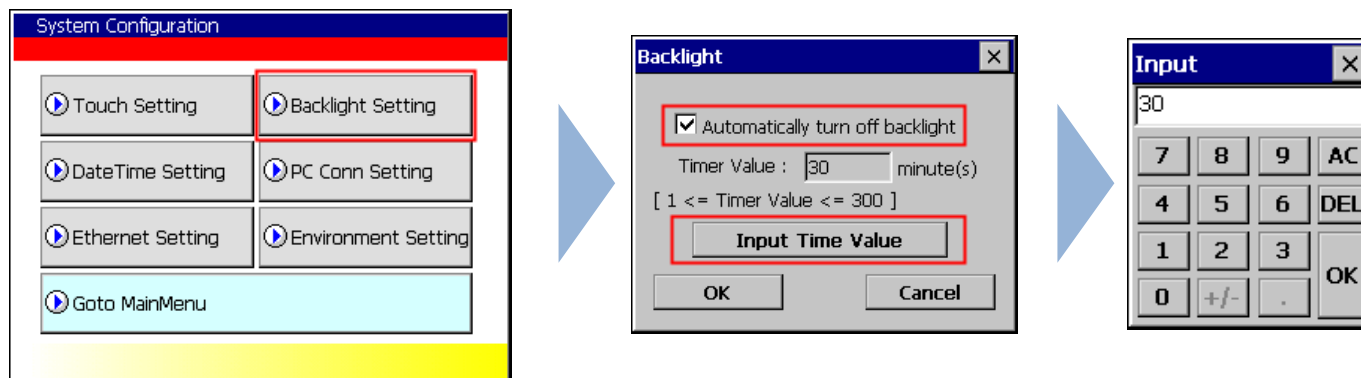 System Configuration
Touch Setting
Backlight Setting
DateTime Setting
PC Conn Setting
Ethernet Setting
Environment Setting
Goto MainMenu
Backlight
Automatically turn off backlight
Timer Value : 30 minute(s)
[ 1 <= Timer Value <= 300 ]
Input Time Value
OK Cancel
Input
30
7 8 9 AC
4 5 6 DEL
1 2 3
OK
0 +/- .